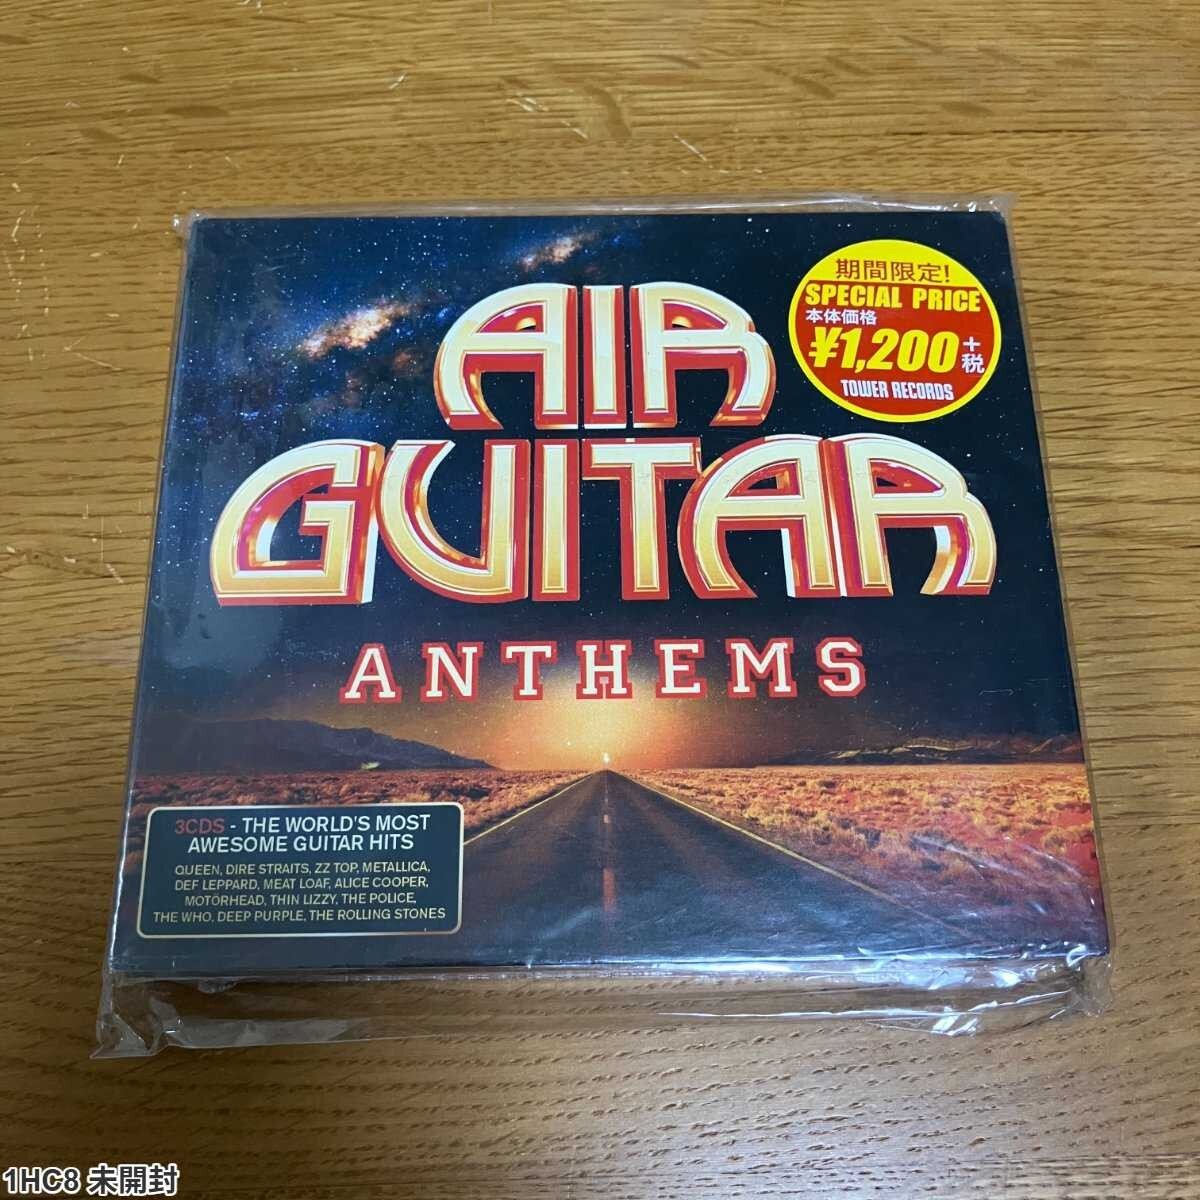 AIR
GUITAR
ANTHEMS
期間限定!
SPECIAL PRICE
本体価格
¥1,200+税
TOWER RECORDS
3CDS - THE WORLD'S MOST
AWESOME GUITAR HITS
QUEEN, DIRE STRAITS, ZZ TOP, METALLICA,
DEF LEPPARD, MEAT LOAF, ALICE COOPER,
MOTÖRHEAD, THIN LIZZY, THE POLICE,
THE WHO, DEEP PURPLE, THE ROLLING STONES
1HC8 未開封